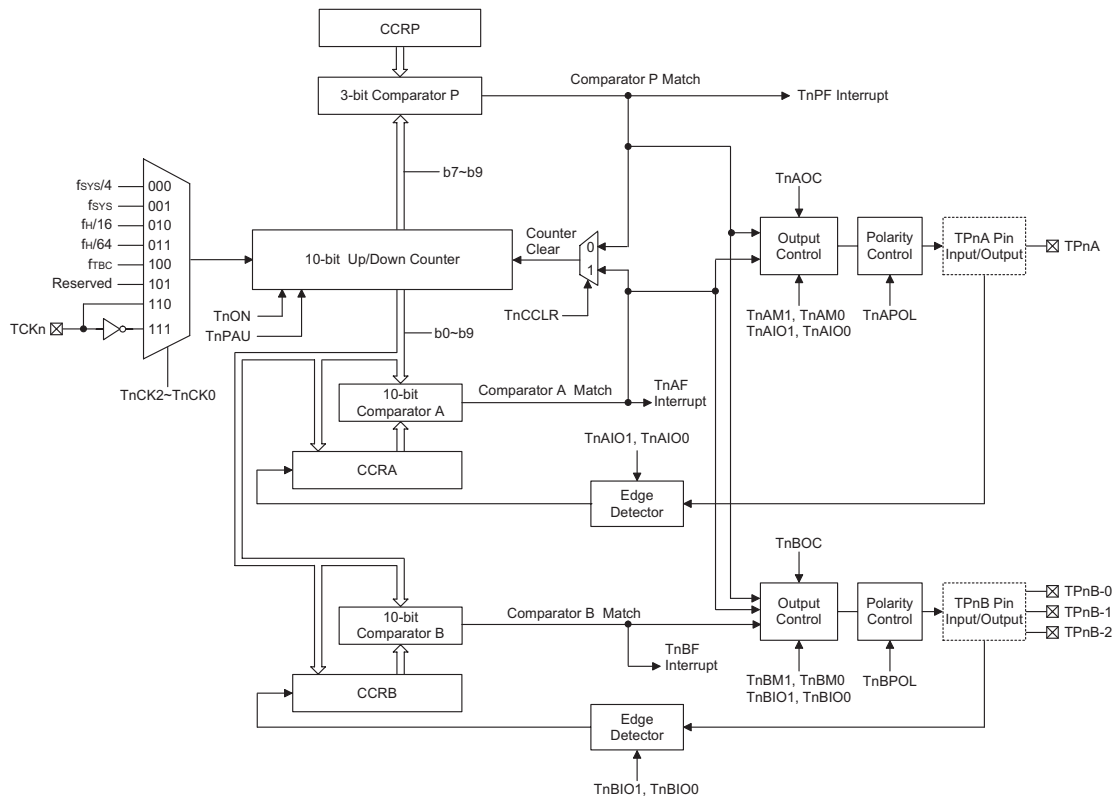 CCRP
3-bit Comparator P
Comparator P Match
TnPF Interrupt
b7~b9
fSYS/4
000
fSYS
001
fH/16
010
fH/64
011
fTBC
100
Reserved
101
110
TCKn
111
TnCK2~TnCK0
10-bit Up/Down Counter
TnON
TnPAU
Counter
Clear
0
1
TnCCLR
b0~b9
TnAOC
Output
Control
Polarity
Control
TPnA Pin
Input/Output
TPnA
TnAM1, TnAM0
TnAIO1, TnAIO0
TnAPOL
10-bit
Comparator A
Comparator A Match
TnAF
Interrupt
CCRA
TnAIO1, TnAIO0
Edge
Detector
TnBOC
10-bit
Comparator B
Comparator B Match
TnBF
Interrupt
Output
Control
Polarity
Control
TPnB Pin
Input/Output
TPnB-0
TPnB-1
TPnB-2
TnBM1, TnBM0
TnBIO1, TnBIO0
TnBPOL
CCRB
Edge
Detector
TnBIO1, TnBIO0